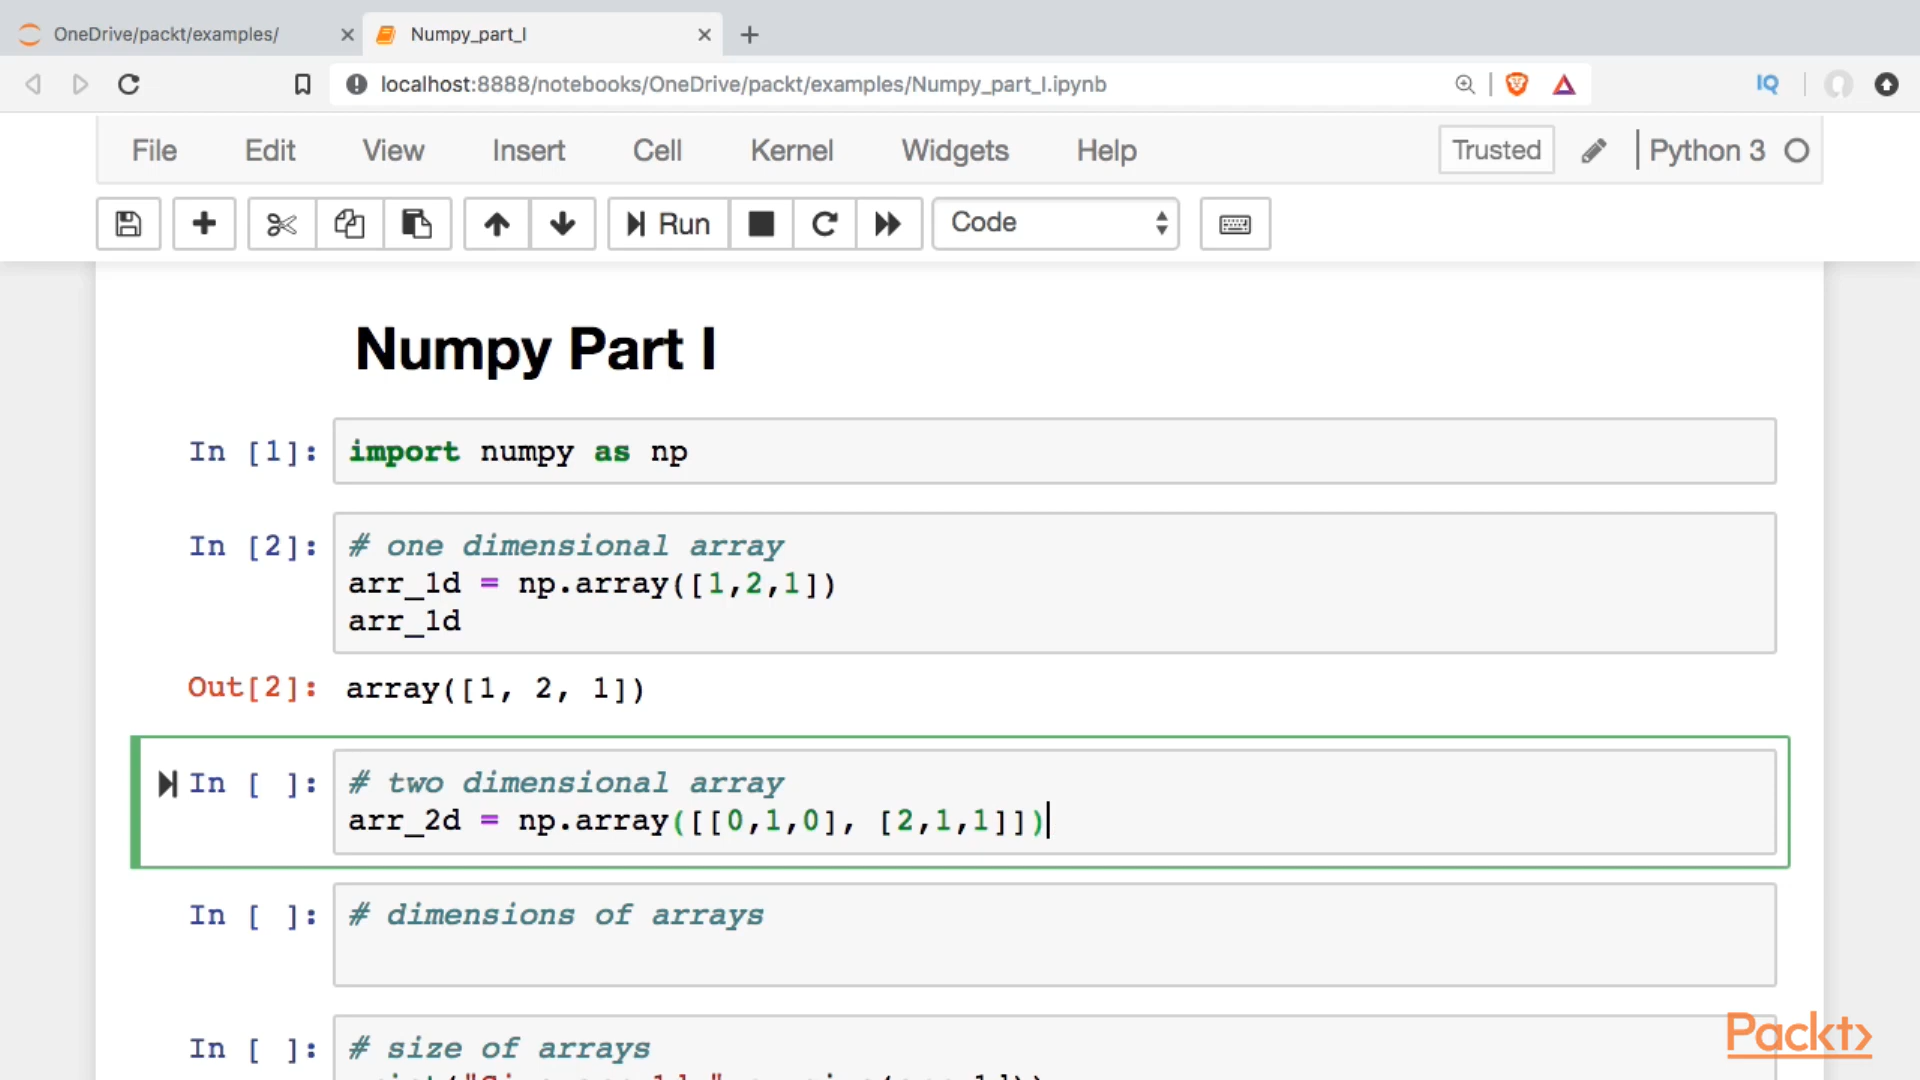 OneDrive/packt/examples/
Numpy_part_I
localhost:8888/notebooks/OneDrive/packt/examples/Numpy_part_I.ipynb
IQ
File Edit View Insert Cell Kernel Widgets Help Trusted Python 3
Run Code
Numpy Part I
In [1]: import numpy as np
In [2]: # one dimensional array
arr_1d = np.array([1,2,1])
arr_1d
Out[2]: array([1, 2, 1])
In [ ]: # two dimensional array
arr_2d = np.array([[0,1,0], [2,1,1]])
In [ ]: # dimensions of arrays
In [ ]: # size of arrays
Packt>